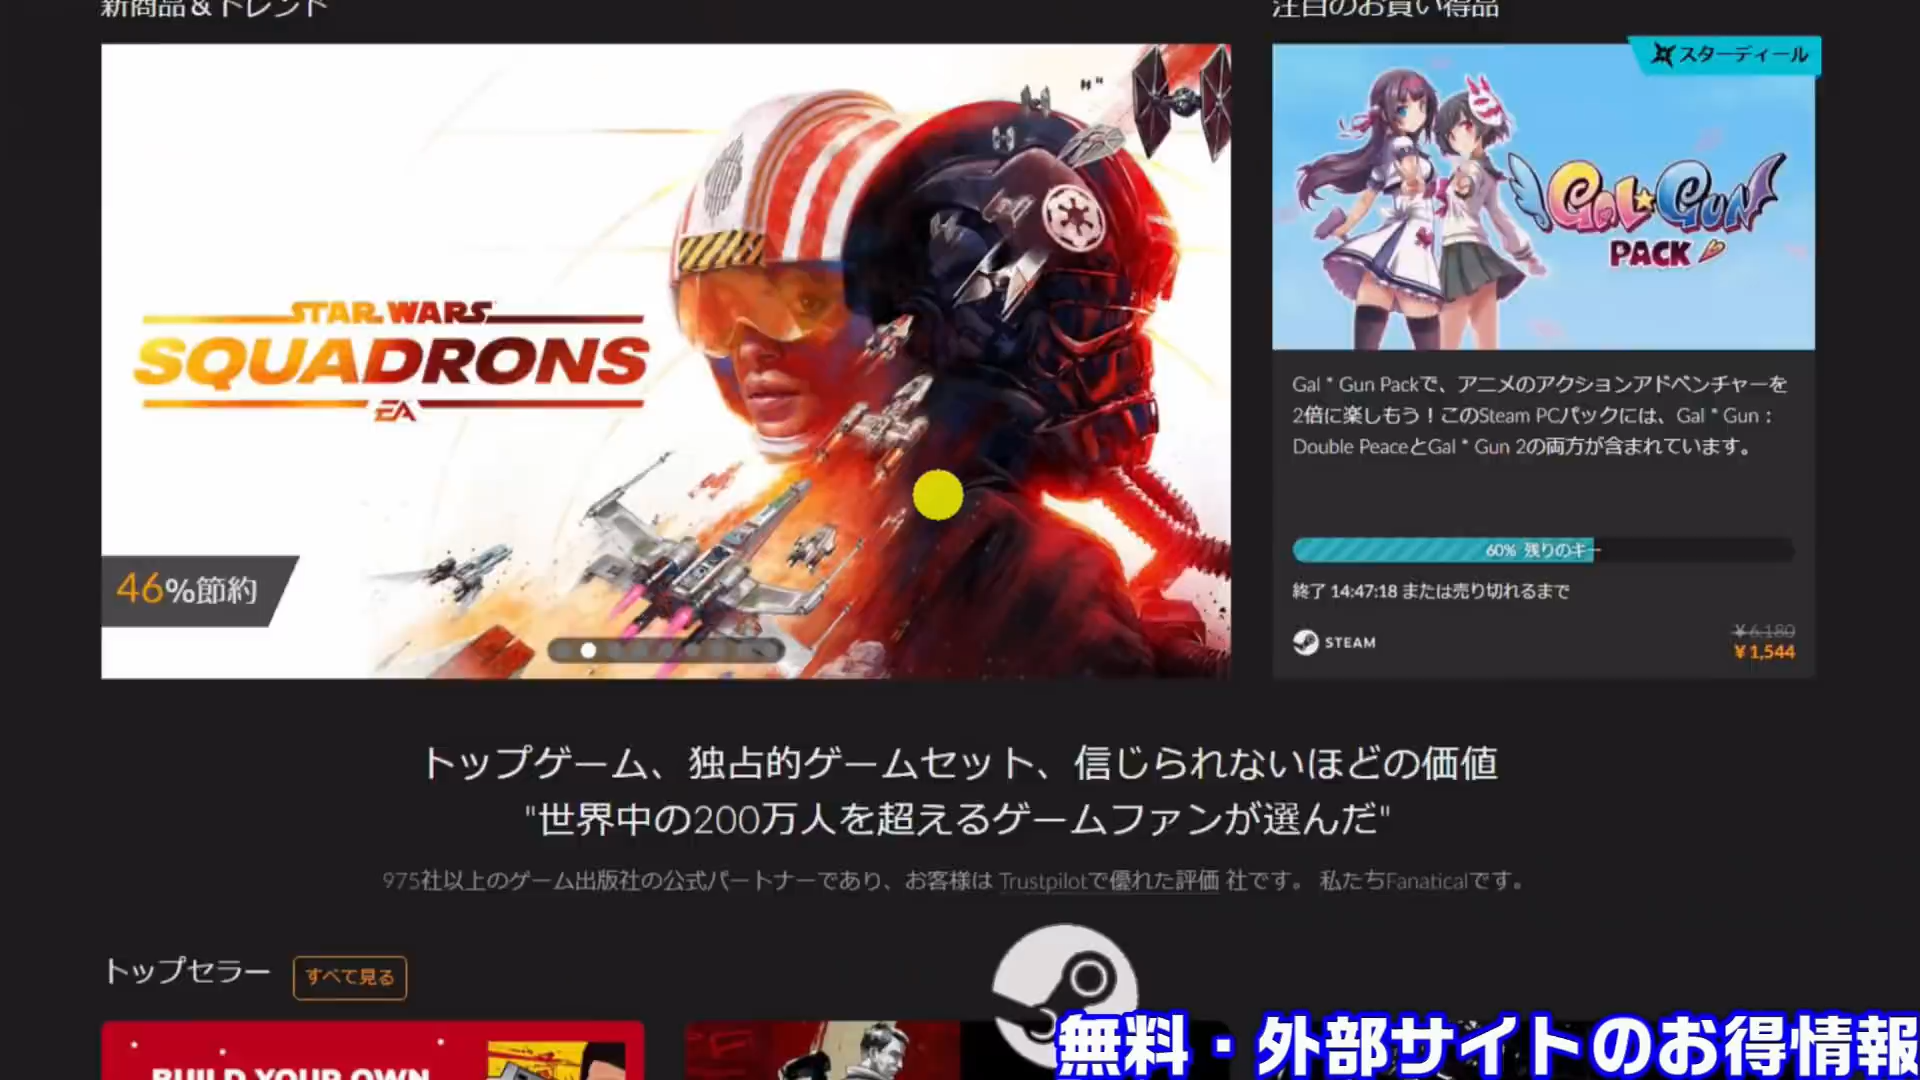 新商品＆トレンド
注目のお買い得品
スターディール
GAL★GUN
PACK
STAR WARS
SQUADRONS
EA
46%節約
Gal * Gun Packで、アニメのアクションアドベンチャーを
2倍に楽しもう！このSteam PCパックには、Gal * Gun：
Double PeaceとGal * Gun 2の両方が含まれています。
60% 残りのキー
終了 14:47:18 または売り切れるまで
STEAM
¥6,180
¥1,544
トップゲーム、独占的ゲームセット、信じられないほどの価値
"世界中の200万人を超えるゲームファンが選んだ"
975社以上のゲーム出版社の公式パートナーであり、お客様は Trustpilotで優れた評価 社です。 私たちFanaticalです。
トップセラー
すべて見る
BUILD YOUR OWN
無料・外部サイトのお得情報